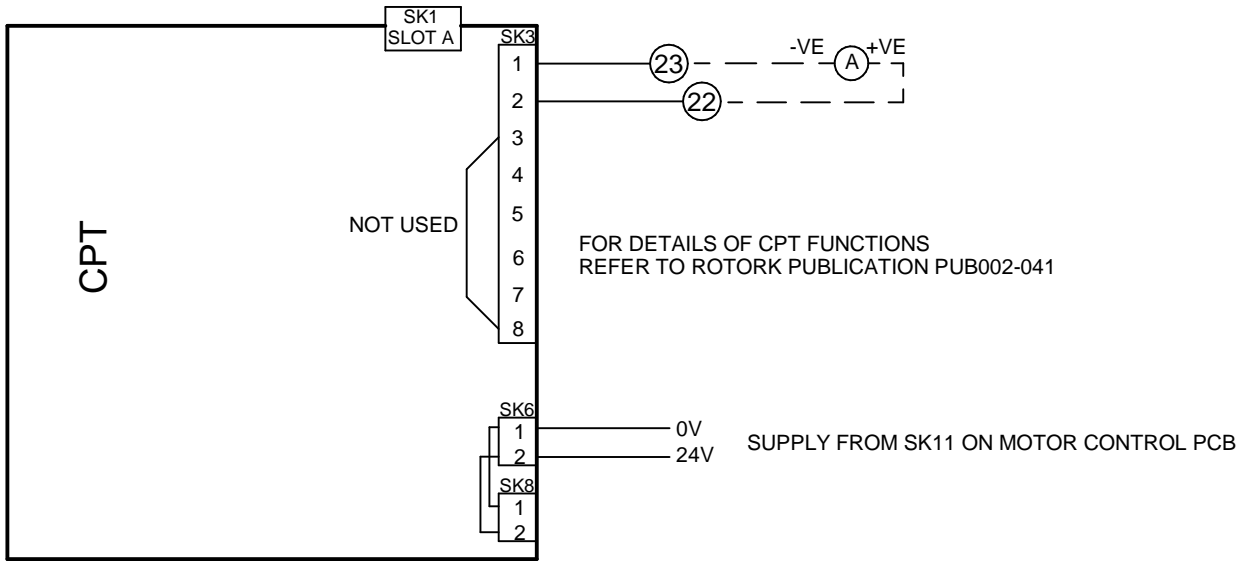 SK1
SLOT A
SK3
1
2
3
4
5
6
7
8
23
-VE
A
+VE
22
NOT USED
CPT
FOR DETAILS OF CPT FUNCTIONS
REFER TO ROTORK PUBLICATION PUB002-041
SK6
1
2
0V
24V
SUPPLY FROM SK11 ON MOTOR CONTROL PCB
SK8
1
2